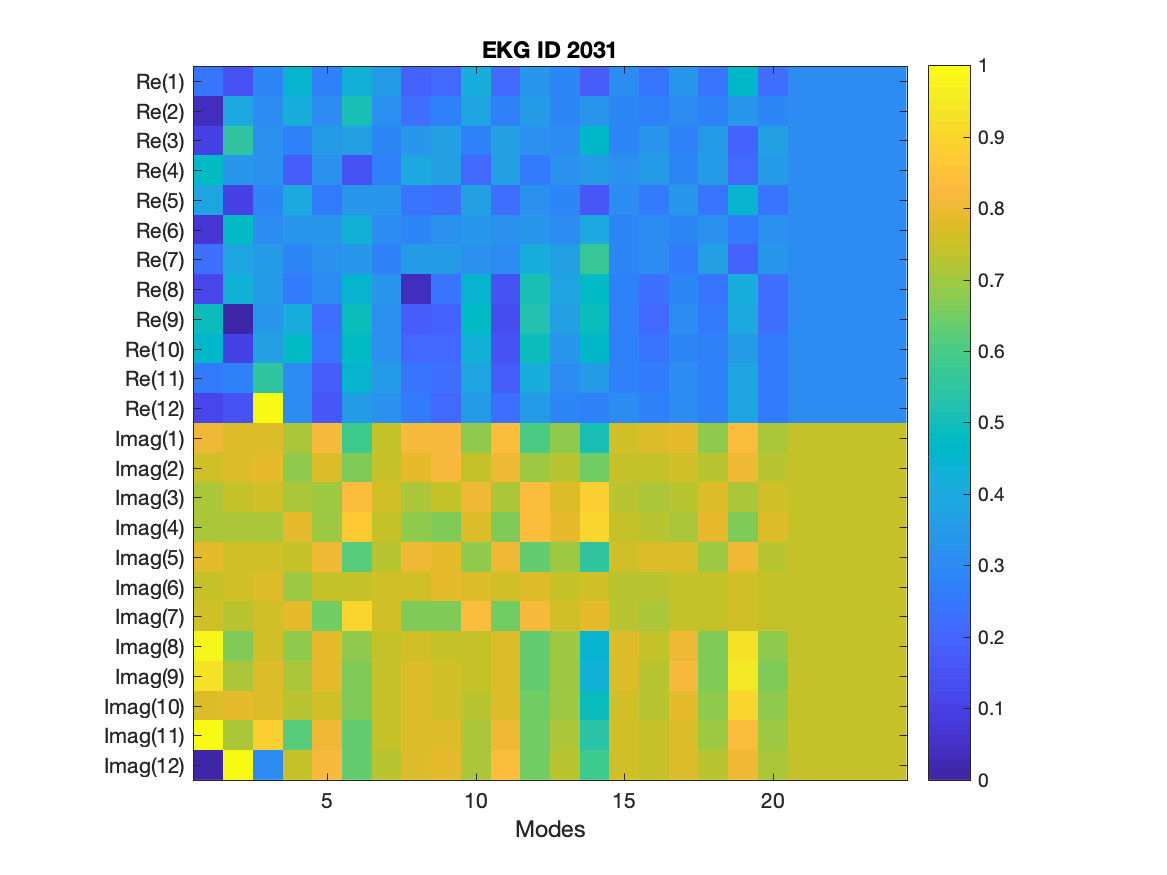 EKG ID 2031
Re(1)
Re(2)
Re(3)
Re(4)
Re(5)
Re(6)
Re(7)
Re(8)
Re(9)
Re(10)
Re(11)
Re(12)
Imag(1)
Imag(2)
Imag(3)
Imag(4)
Imag(5)
Imag(6)
Imag(7)
Imag(8)
Imag(9)
Imag(10)
Imag(11)
Imag(12)
5 10 15 20
Modes
1
0.9
0.8
0.7
0.6
0.5
0.4
0.3
0.2
0.1
0